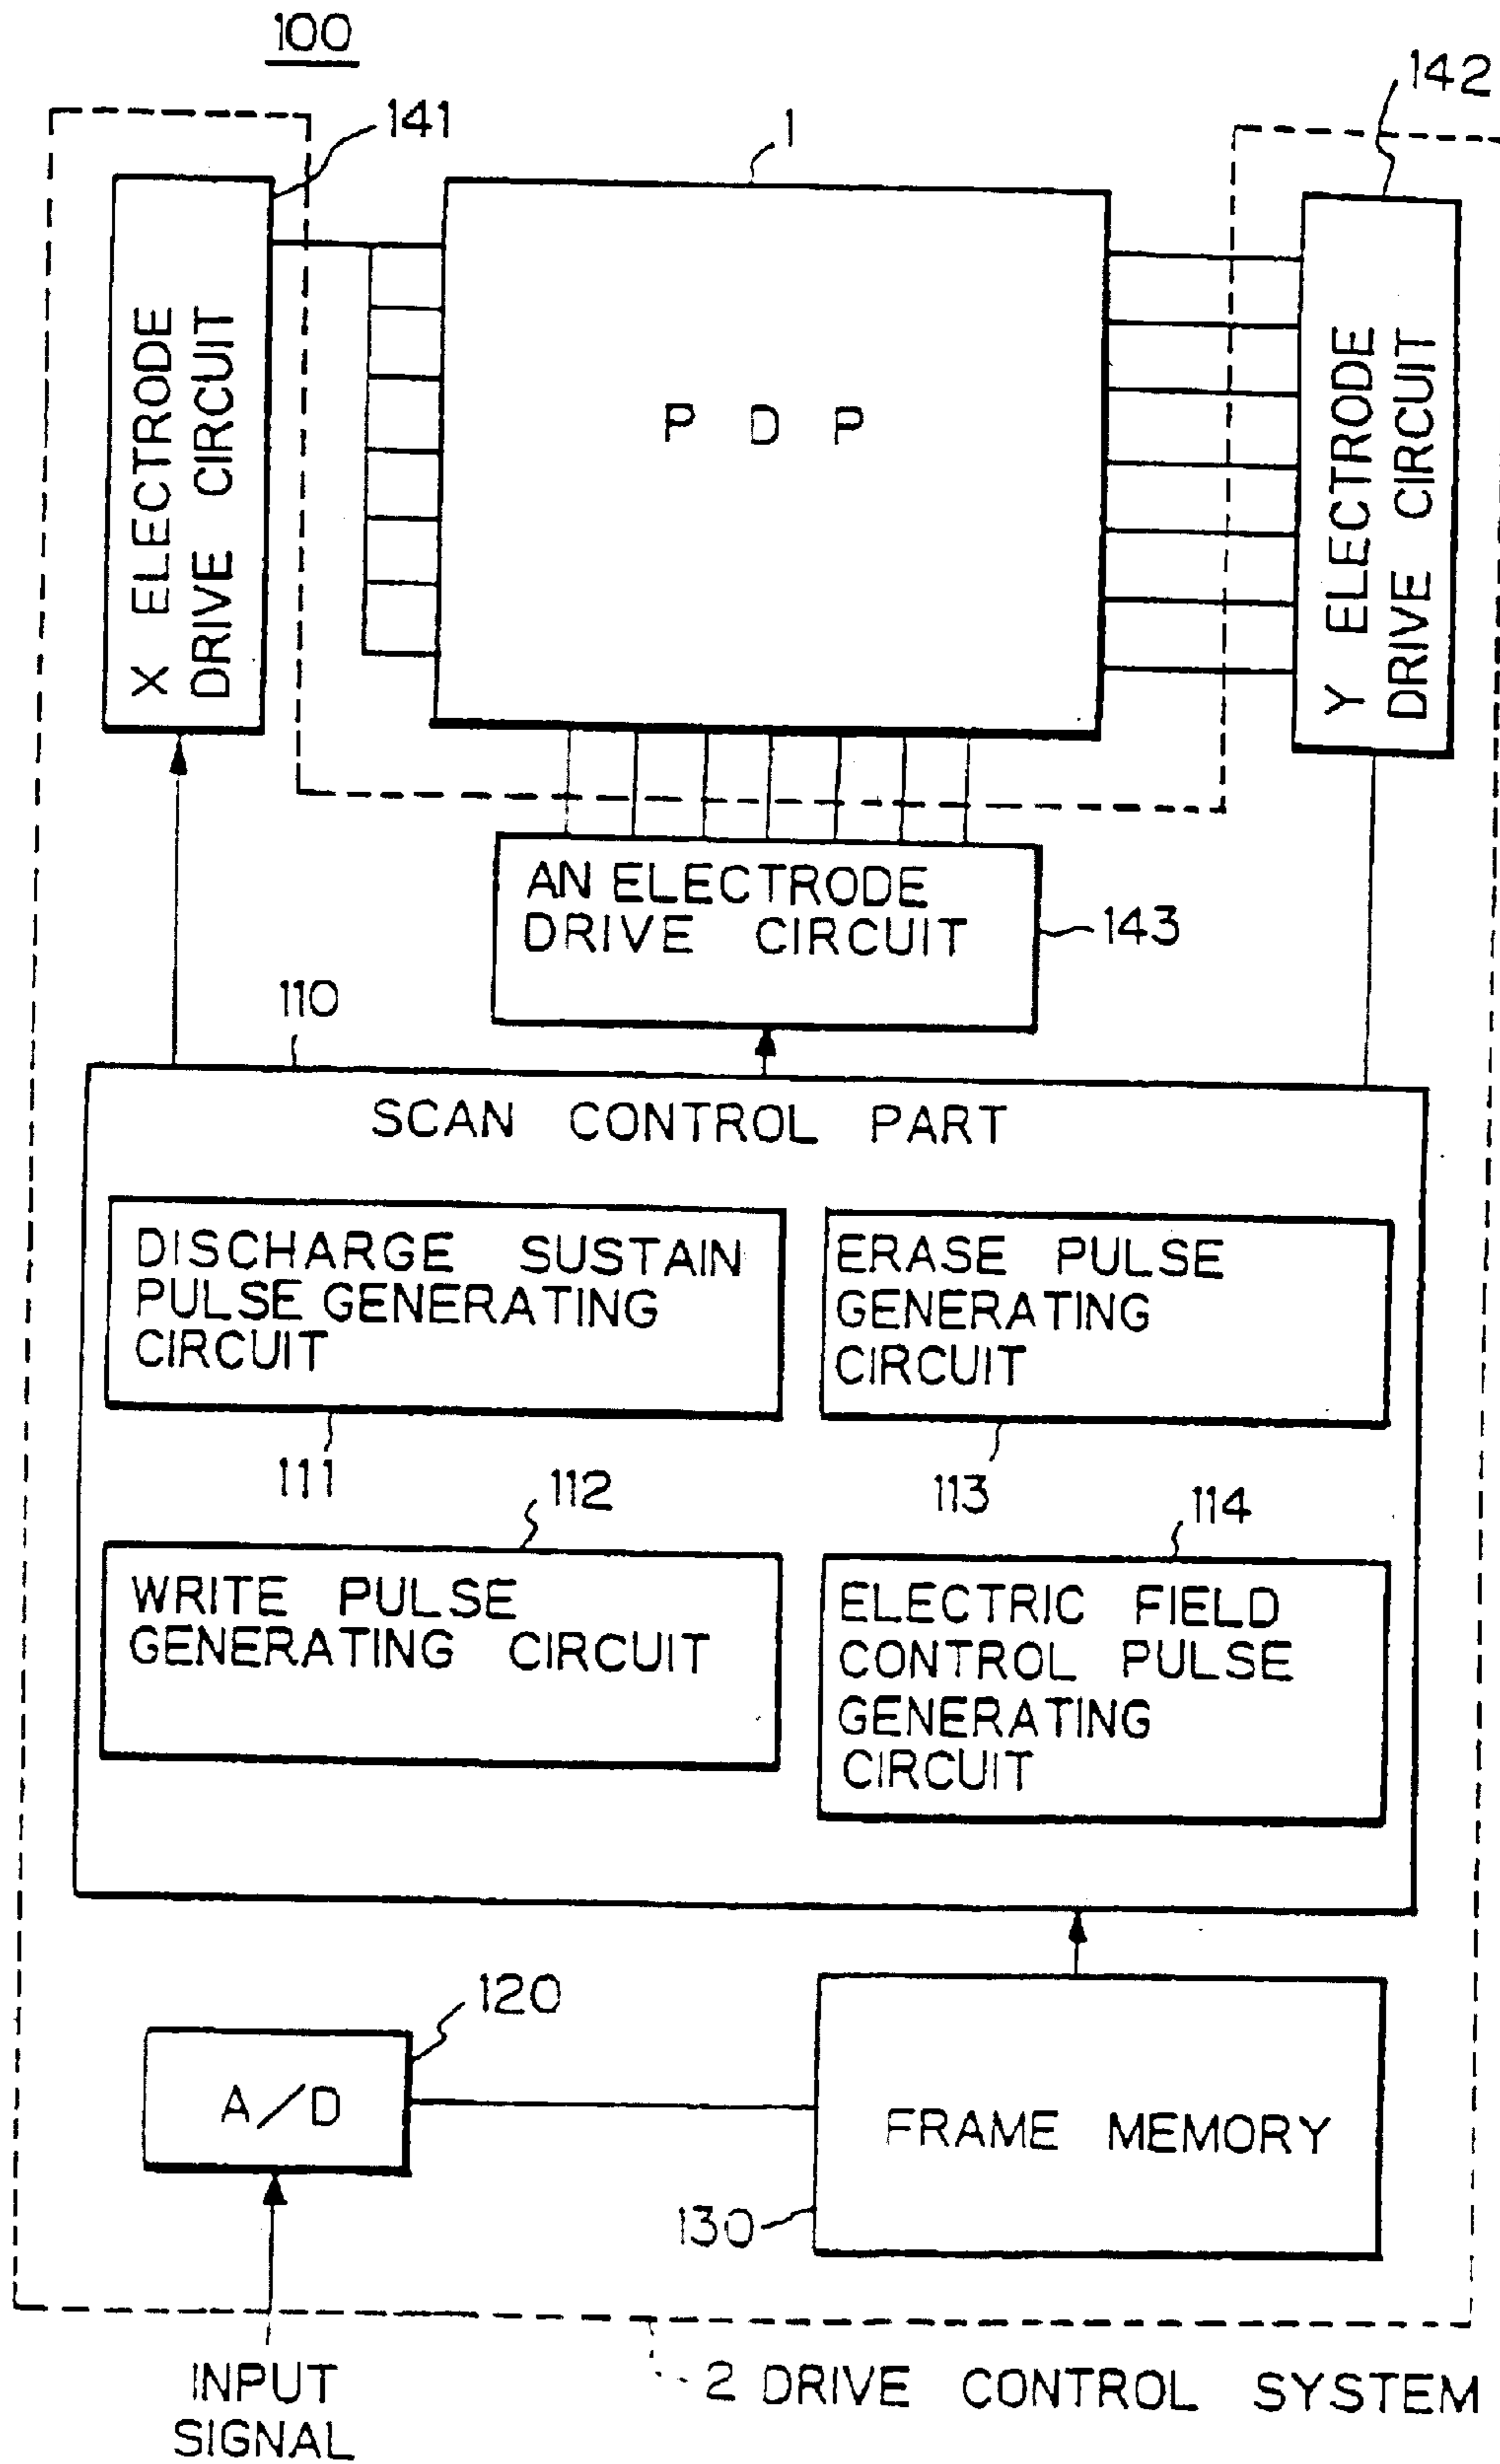 100
141
1
142
X ELECTRODE
DRIVE CIRCUIT
P D P
Y ELECTRODE
DRIVE CIRCUIT
AN ELECTRODE
DRIVE CIRCUIT
143
110
SCAN CONTROL PART
DISCHARGE SUSTAIN
PULSE GENERATING
CIRCUIT
111
ERASE PULSE
GENERATING
CIRCUIT
113
112
WRITE PULSE
GENERATING CIRCUIT
114
ELECTRIC FIELD
CONTROL PULSE
GENERATING
CIRCUIT
120
A/D
FRAME MEMORY
130
INPUT
SIGNAL
2 DRIVE CONTROL SYSTEM